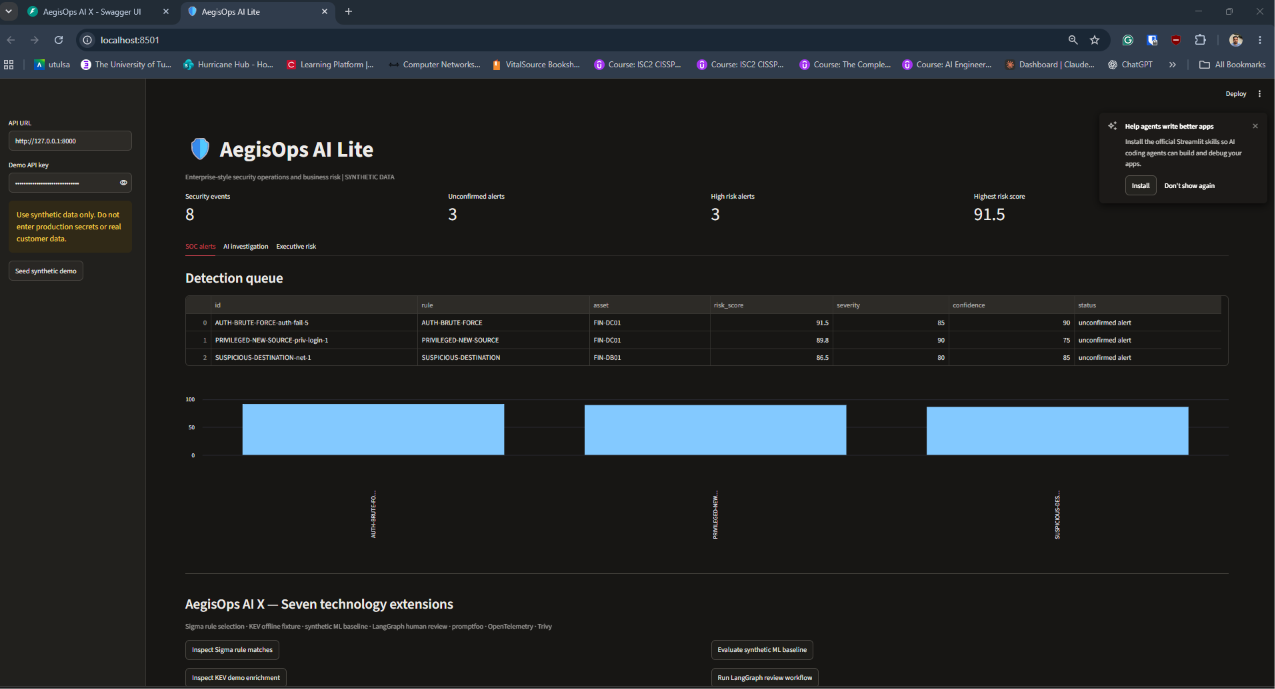 AegisOps AI X - Swagger UI
AegisOps AI Lite
localhost:8501
utulsa
The University of Tu...
Hurricane Hub - Ho...
Learning Platform |...
Computer Networks...
VitalSource Booksh...
Course: ISC2 CISSP...
Course: ISC2 CISSP...
Course: The Comple...
Course: AI Engineer...
Dashboard | Claude...
ChatGPT
All Bookmarks
Deploy
API URL
http://127.0.0.1:8000
Demo API key
Use synthetic data only. Do not
enter production secrets or real
customer data.
Seed synthetic demo
Help agents write better apps
Install the official Streamlit skills so AI
coding agents can build and debug your
apps.
Install Don't show again
AegisOps AI Lite
Enterprise-style security operations and business risk | SYNTHETIC DATA
Security events Unconfirmed alerts High risk alerts Highest risk score
8 3 3 91.5
SOC alerts AI investigation Executive risk
Detection queue
id rule asset risk_score severity confidence status
0 AUTH-BRUTE-FORCE-auth-fail-5 AUTH-BRUTE-FORCE FIN-DC01 91.5 85 90 unconfirmed alert
1 PRIVILEGED-NEW-SOURCE-priv-login-1 PRIVILEGED-NEW-SOURCE FIN-DC01 89.8 90 75 unconfirmed alert
2 SUSPICIOUS-DESTINATION-net-1 SUSPICIOUS-DESTINATION FIN-DB01 86.5 80 85 unconfirmed alert
100
50
0
AUTH-BRUTE-FO...
PRIVILEGED-NEW...
SUSPICIOUS-DES...
AegisOps AI X — Seven technology extensions
Sigma rule selection · KEV offline fixture · synthetic ML baseline · LangGraph human review · promptfoo · OpenTelemetry · Trivy
Inspect Sigma rule matches Evaluate synthetic ML baseline
Inspect KEV demo enrichment Run LangGraph review workflow